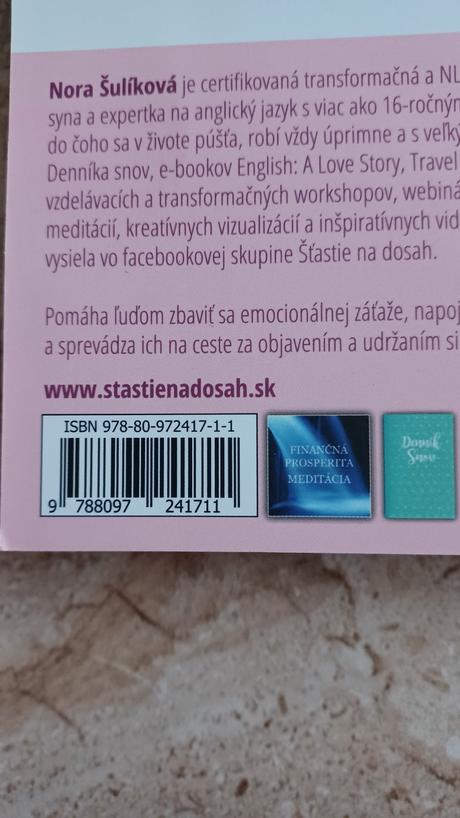 Nora Šulíková je certifikovaná transformačná a NL
syna a expertka na anglický jazyk s viac ako 16-ročným
do čoho sa v živote púšťa, robí vždy úprimne a s veľký
Denníka snov, e-bookov English: A Love Story, Travel
vzdelávacích a transformačných workshopov, webiná
meditácií, kreatívnych vizualizácií a inšpiratívnych vid
vysiela vo facebookovej skupine Šťastie na dosah.
Pomáha ľuďom zbaviť sa emocionálnej záťaže, napoj
a sprevádza ich na ceste za objavením a udržaním si
www.stastienadosah.sk
ISBN 978-80-972417-1-1
9 788097 241711
FINANČNÁ
PROSPERITA
MEDITÁCIA
Denník
Snov